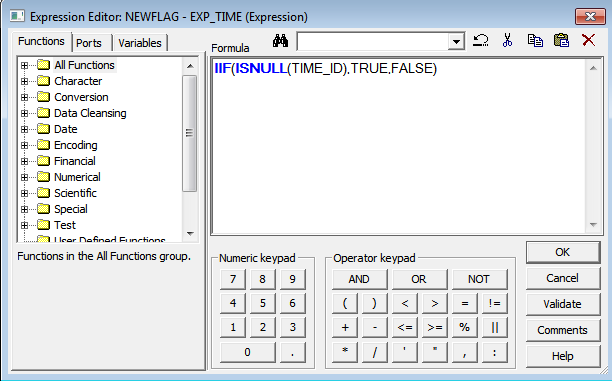 Expression Editor: NEWFLAG - EXP_TIME (Expression)
Functions Ports Variables
Formula
IIF(ISNULL(TIME_ID),TRUE,FALSE)
All Functions
Character
Conversion
Data Cleansing
Date
Encoding
Financial
Numerical
Scientific
Special
Test
User Defined Functions
Functions in the All Functions group.
Numeric keypad
7 8 9
4 5 6
1 2 3
0 .
Operator keypad
AND OR NOT
( ) < > = !=
+ - <= >= % ||
* / ' " , :
OK
Cancel
Validate
Comments
Help